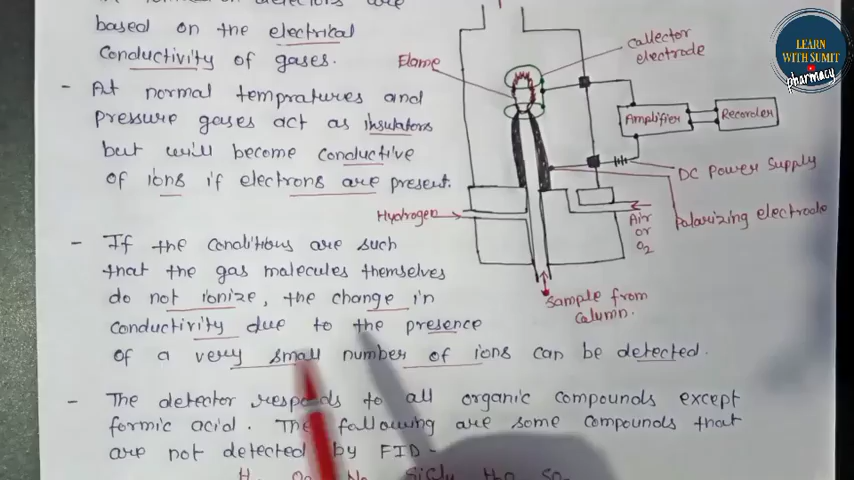 based on the electrical
conductivity of gases.
- At normal tempratures and
pressure gases act as insulators
but will become conductive
of ions if electrons are present.
- If the conditions are such
that the gas molecules themselves
do not ionize, the change in
conductivity due to the presence
of a very small number of ions can be detected.
- The detector responds to all organic compounds except
formic acid. The following are some compounds that
are not detected by FID-
Flame
collector
electrode
Amplifier
Recorder
DC Power Supply
Polarizing electrode
Hydrogen
Air
or
O2
Sample from
column.
LEARN
WITH SUMIT
pharmacy